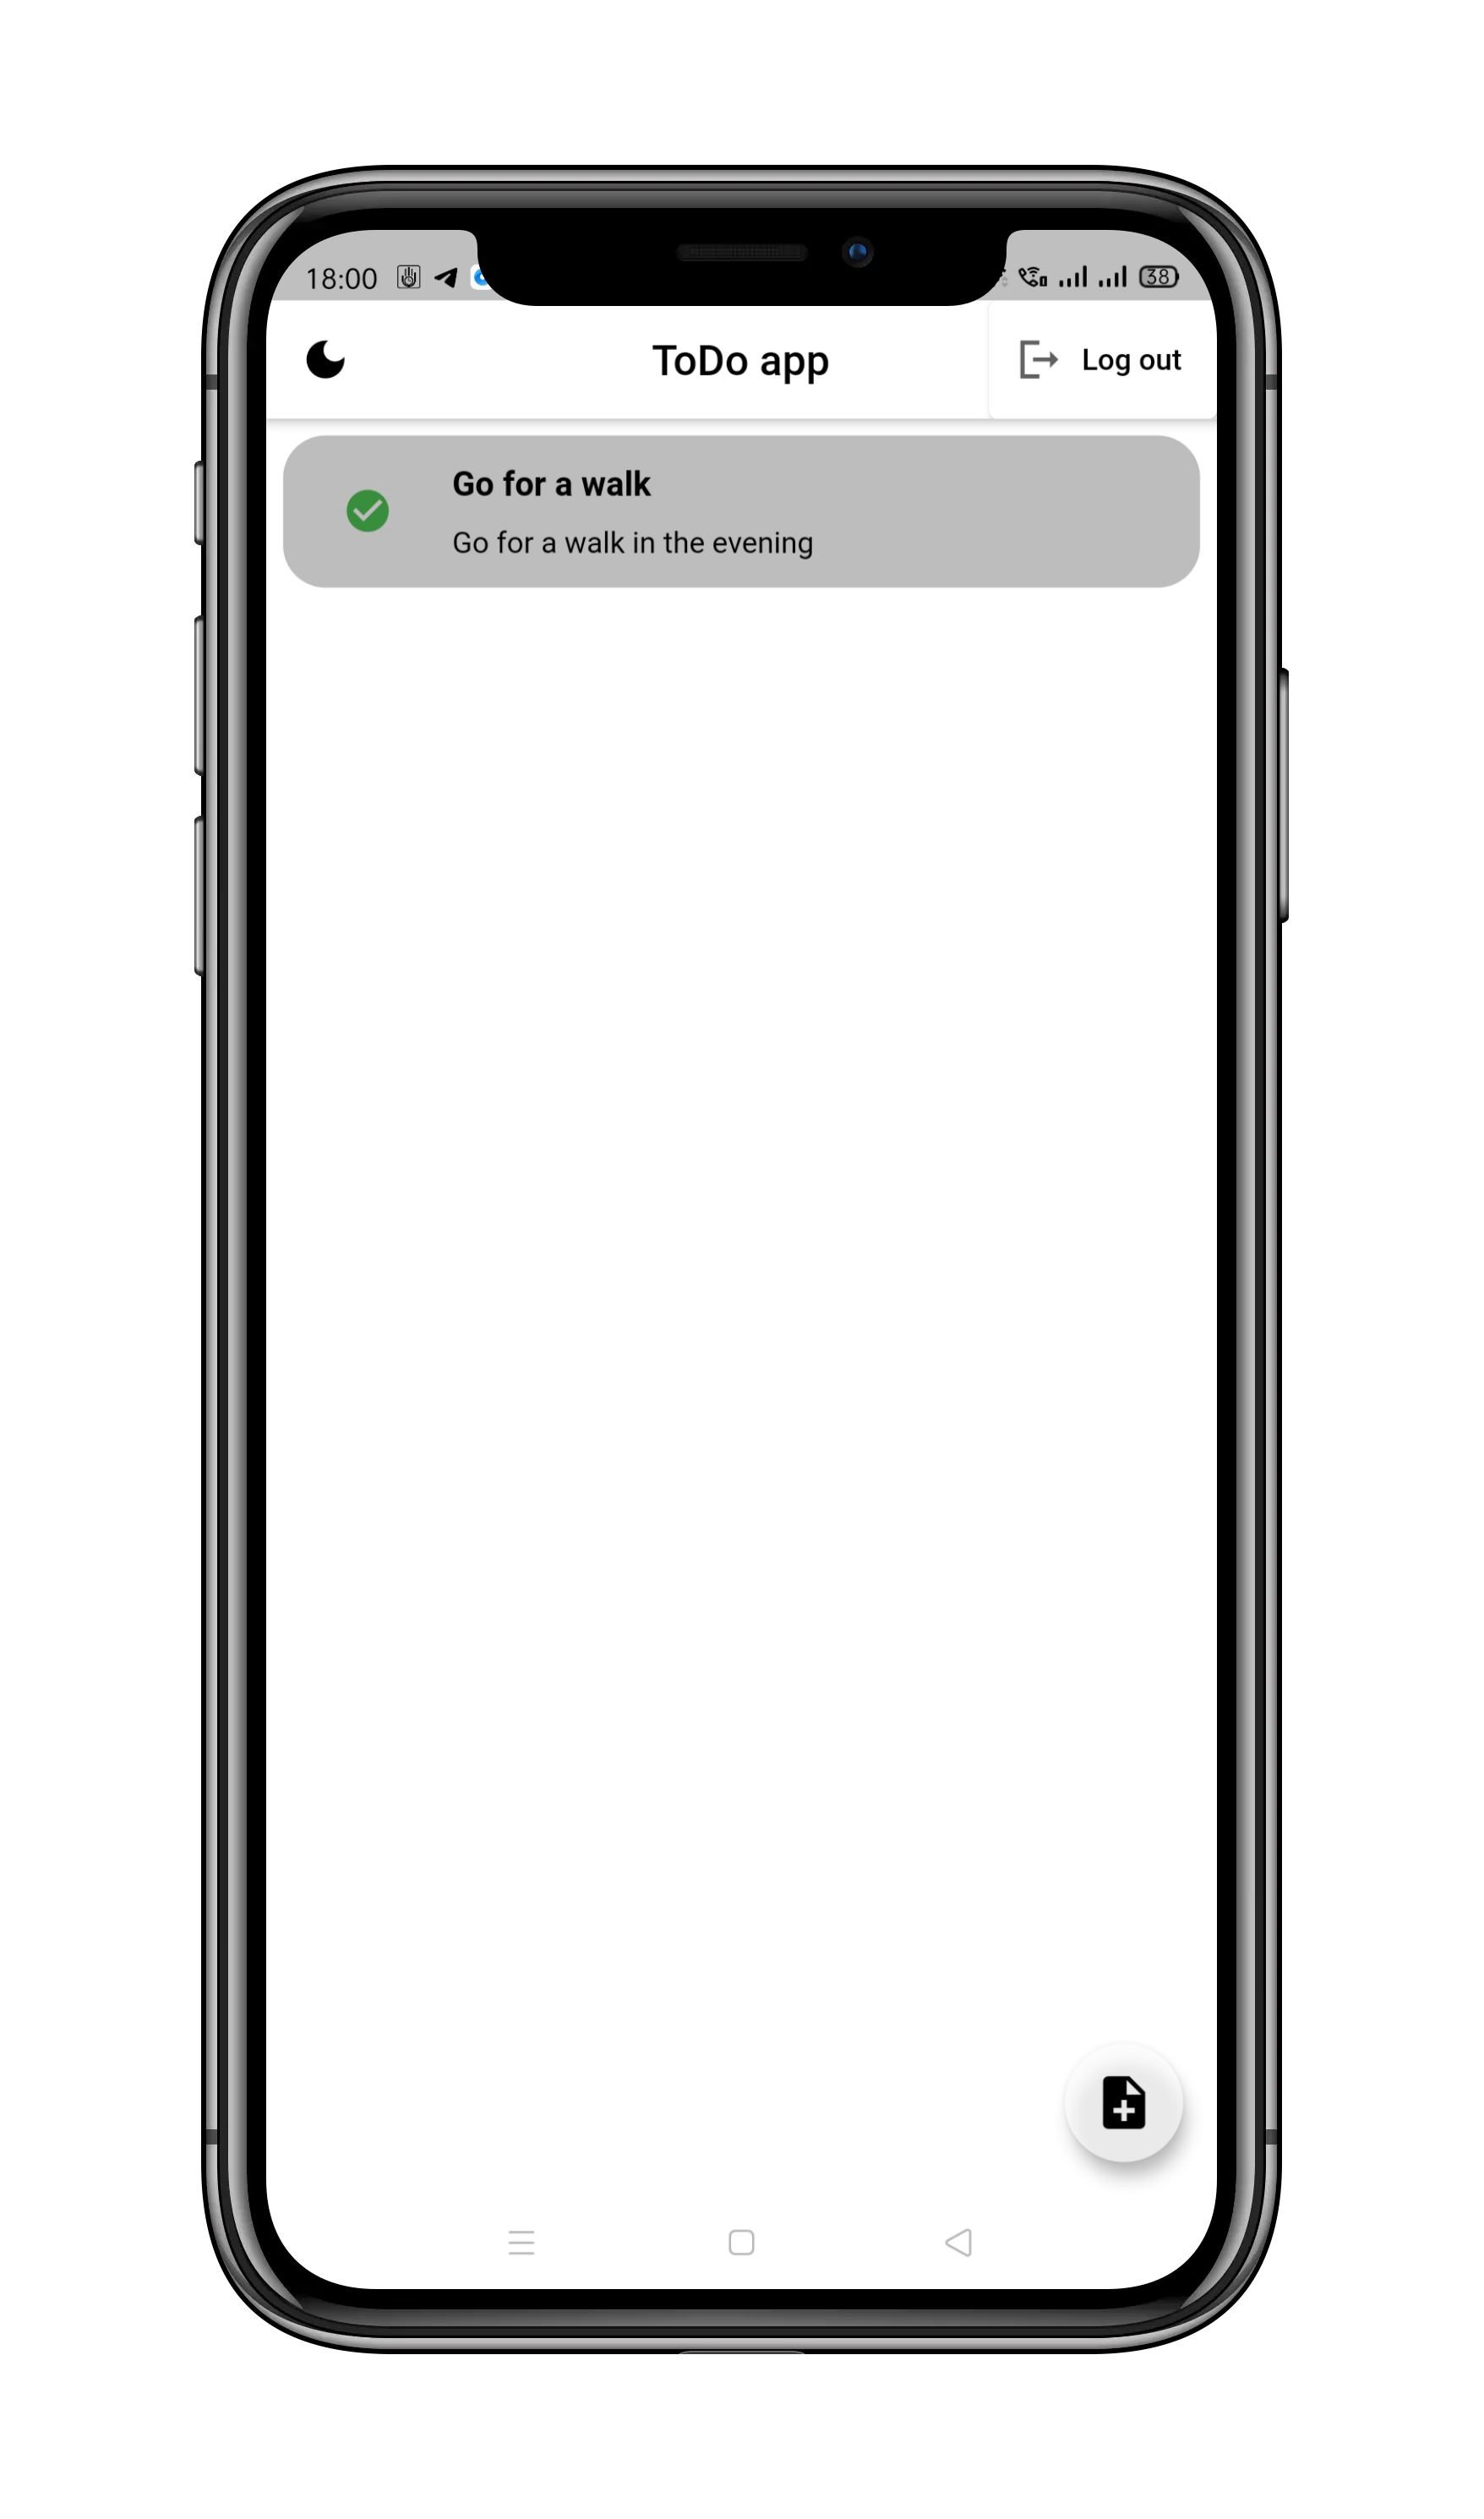 18:00
38
ToDo app
Log out
Go for a walk
Go for a walk in the evening